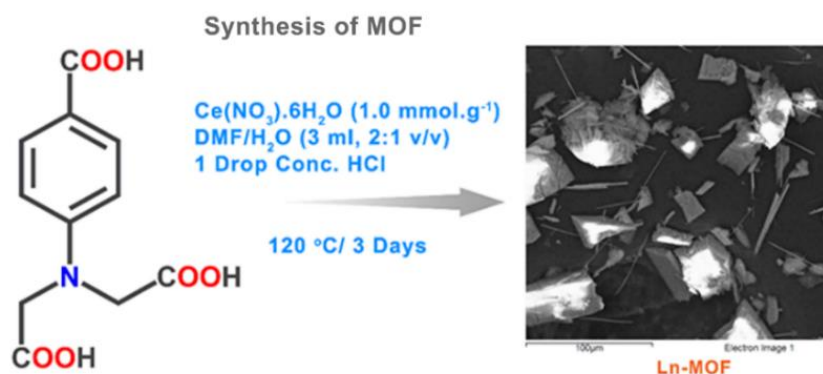 Synthesis of MOF
COOH
N
COOH
COOH
Ce(NO₃).6H₂O (1.0 mmol.g⁻¹)
DMF/H₂O (3 ml, 2:1 v/v)
1 Drop Conc. HCl
120 °C/ 3 Days
100µm
Electron Image 1
Ln-MOF